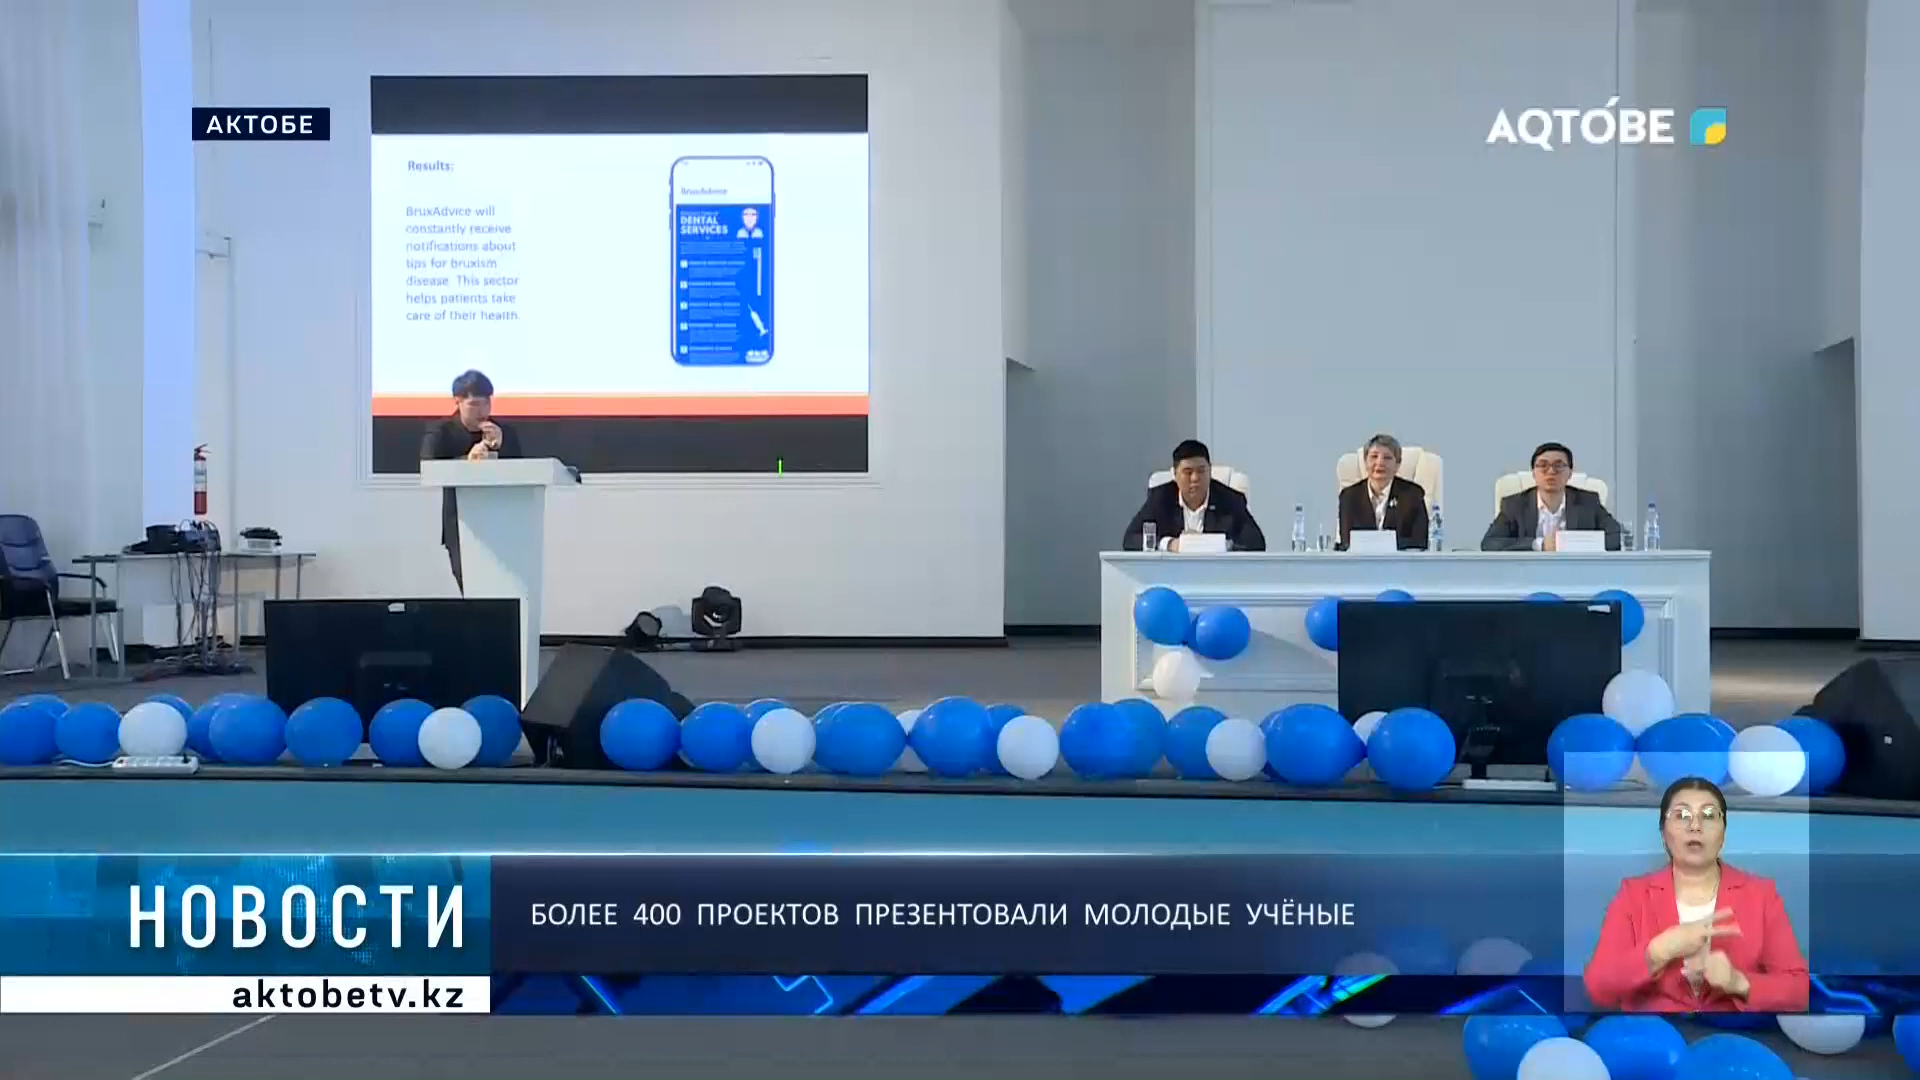 АКТОБЕ
AQTÓBE
Results:
BruxAdvice will
constantly receive
notifications about
tips for bruxism
disease. This sector
helps patients take
care of their health.
BruxAdvice
DENTAL
SERVICES
НОВОСТИ
БОЛЕЕ 400 ПРОЕКТОВ ПРЕЗЕНТОВАЛИ МОЛОДЫЕ УЧЁНЫЕ
aktobetv.kz